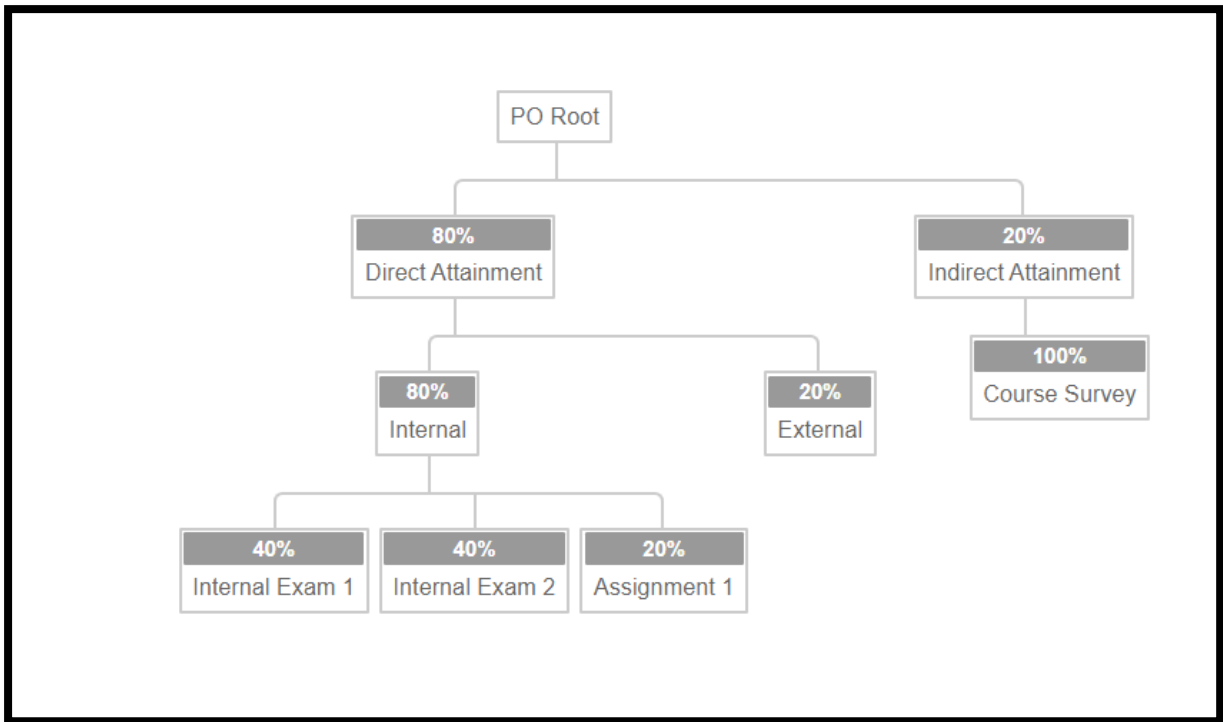 PO Root
80%
Direct Attainment
20%
Indirect Attainment
80%
Internal
20%
External
100%
Course Survey
40%
Internal Exam 1
40%
Internal Exam 2
20%
Assignment 1